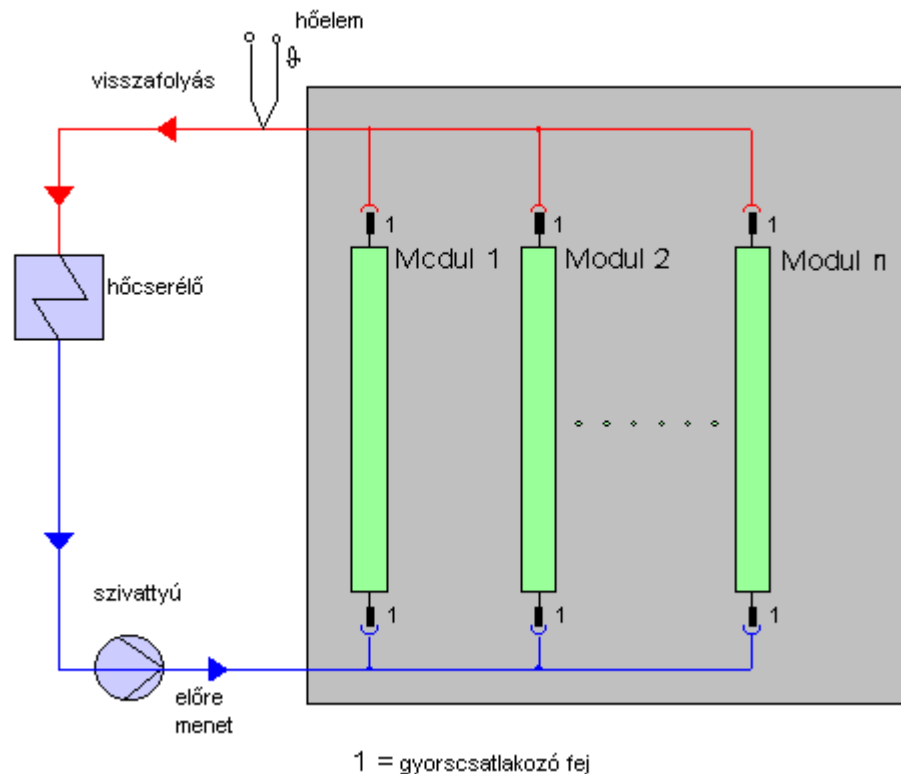 hőelem
ϑ
visszafolyás
1
1
1
Mcdul 1
Modul 2
Modul n
hőcserélő
szivattyú
1
1
1
előre
menet
1 = gyorscsatlakozó fej